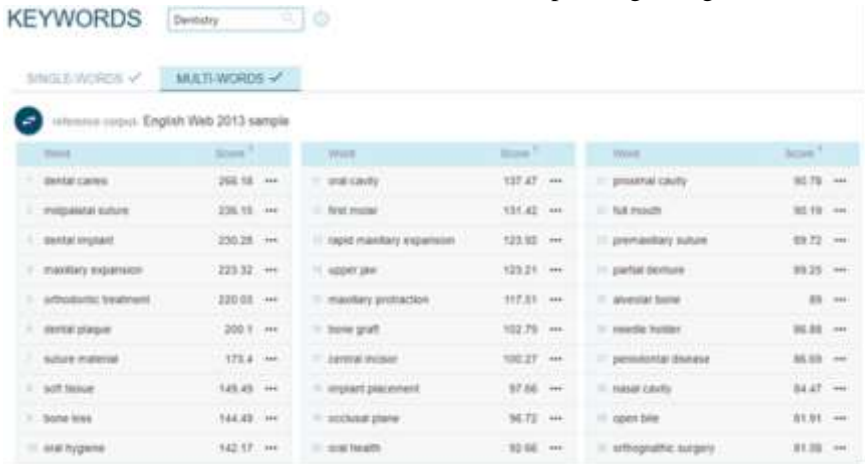 KEYWORDS Dentistry
SINGLE-WORDS ✓ MULTI-WORDS ✓
reference corpus: English Web 2013 sample
Word Score Word Score Word Score
dental caries 266.18 ••• oral cavity 137.47 ••• proximal cavity 90.78 •••
midpalatal suture 236.15 ••• first molar 131.42 ••• full mouth 90.19 •••
dental implant 230.28 ••• rapid maxillary expansion 123.92 ••• premaxillary suture 89.72 •••
maxillary expansion 223.32 ••• upper jaw 123.21 ••• partial denture 89.25 •••
orthodontic treatment 220.03 ••• maxillary protraction 117.51 ••• alveolar bone 89 •••
dental plaque 200.1 ••• bone graft 102.79 ••• needle holder 86.88 •••
suture material 173.4 ••• central incisor 100.27 ••• periodontal disease 86.69 •••
soft tissue 149.49 ••• implant placement 97.66 ••• nasal cavity 84.47 •••
bone loss 144.49 ••• occlusal plane 96.72 ••• open bite 81.91 •••
oral hygiene 142.17 ••• oral health 92.66 ••• orthognathic surgery •••